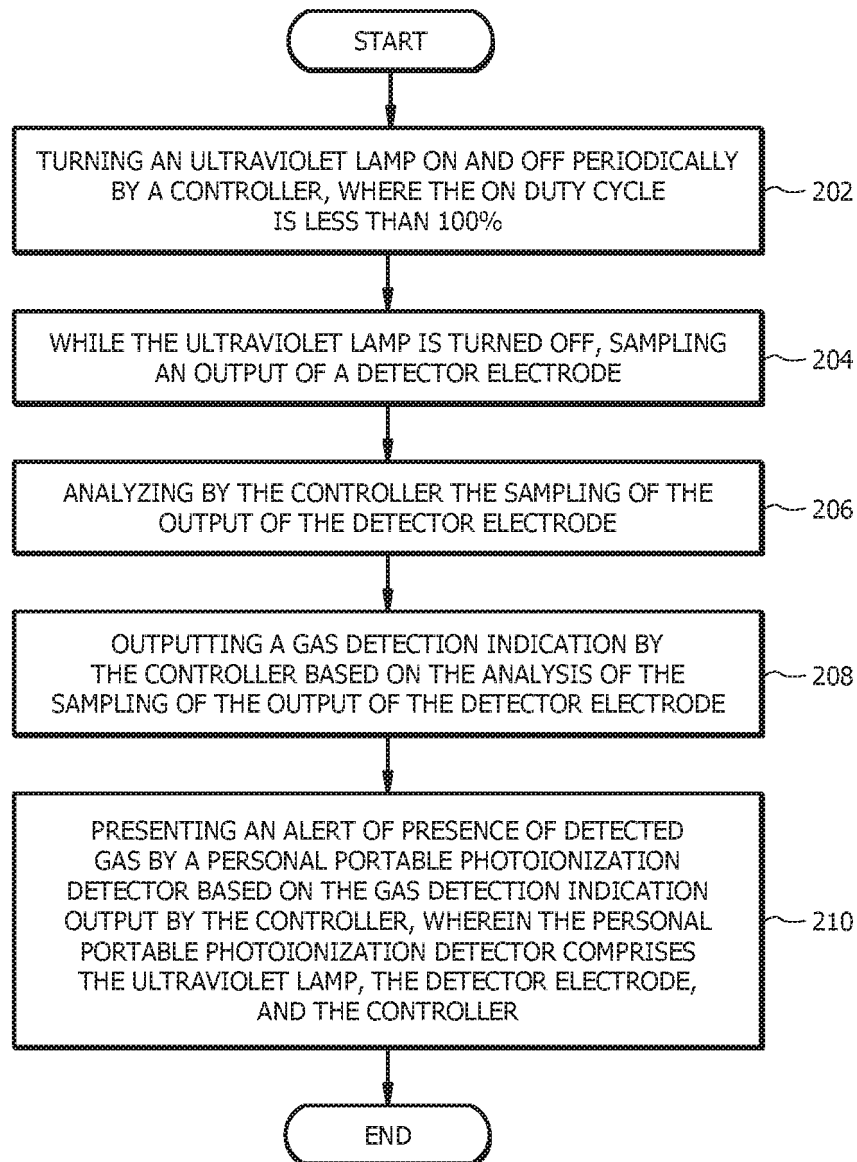 START
TURNING AN ULTRAVIOLET LAMP ON AND OFF PERIODICALLY
BY A CONTROLLER, WHERE THE ON DUTY CYCLE
IS LESS THAN 100%
202
WHILE THE ULTRAVIOLET LAMP IS TURNED OFF, SAMPLING
AN OUTPUT OF A DETECTOR ELECTRODE
204
ANALYZING BY THE CONTROLLER THE SAMPLING OF THE
OUTPUT OF THE DETECTOR ELECTRODE
206
OUTPUTTING A GAS DETECTION INDICATION BY
THE CONTROLLER BASED ON THE ANALYSIS OF THE
SAMPLING OF THE OUTPUT OF THE DETECTOR ELECTRODE
208
PRESENTING AN ALERT OF PRESENCE OF DETECTED
GAS BY A PERSONAL PORTABLE PHOTOIONIZATION
DETECTOR BASED ON THE GAS DETECTION INDICATION
OUTPUT BY THE CONTROLLER, WHEREIN THE PERSONAL
PORTABLE PHOTOIONIZATION DETECTOR COMPRISES
THE ULTRAVIOLET LAMP, THE DETECTOR ELECTRODE,
AND THE CONTROLLER
210
END